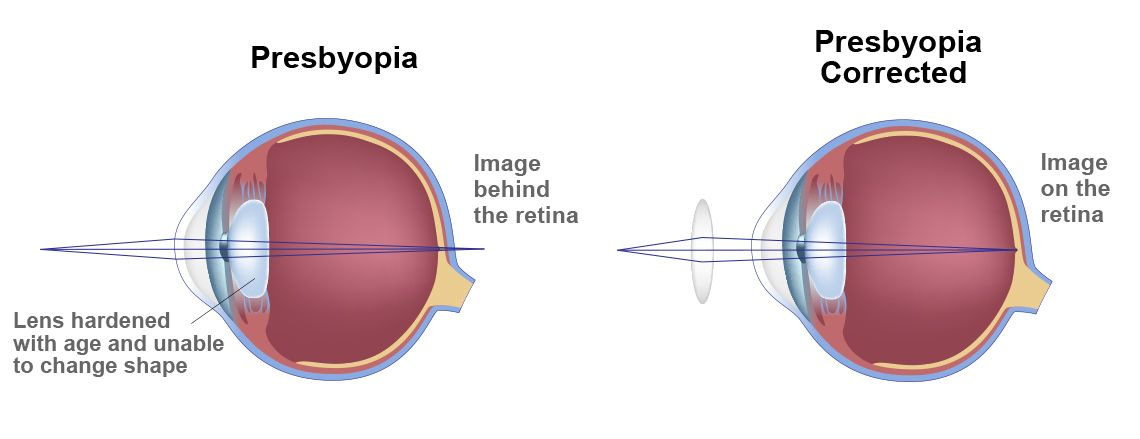 Presbyopia
Image
behind
the retina
Lens hardened
with age and unable
to change shape
Presbyopia
Corrected
Image
on the
retina